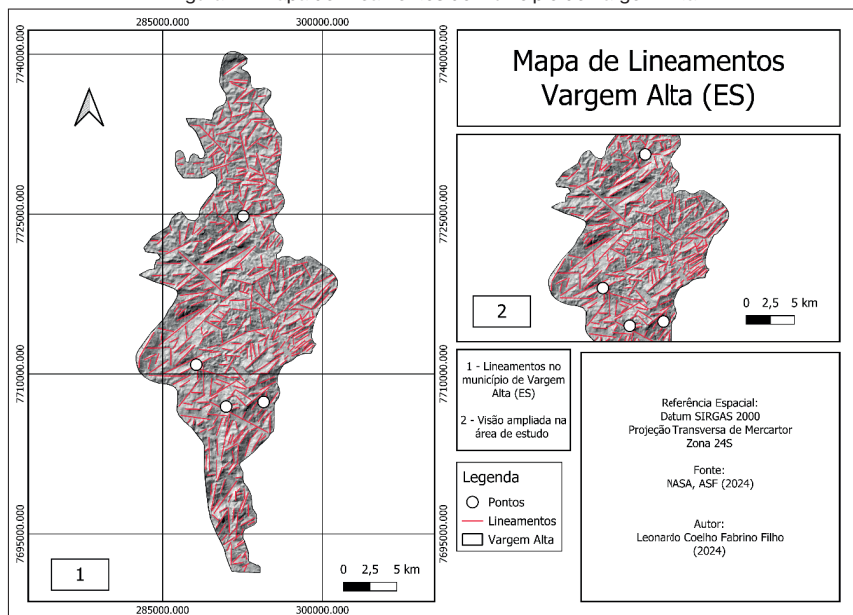 285000.000
300000.000
7740000.000
7740000.000
7725000.000
7725000.000
7710000.000
7710000.000
7695000.000
7695000.000
0 2,5 5 km
1
285000.000
300000.000
Mapa de Lineamentos
Vargem Alta (ES)
2
0 2,5 5 km
1 - Lineamentos no
município de Vargem
Alta (ES)
2 - Visão ampliada na
área de estudo
Legenda
Pontos
Lineamentos
Vargem Alta
Referência Espacial:
Datum SIRGAS 2000
Projeção Transversa de Mercartor
Zona 24S
Fonte:
NASA, ASF (2024)
Autor:
Leonardo Coelho Fabrino Filho
(2024)